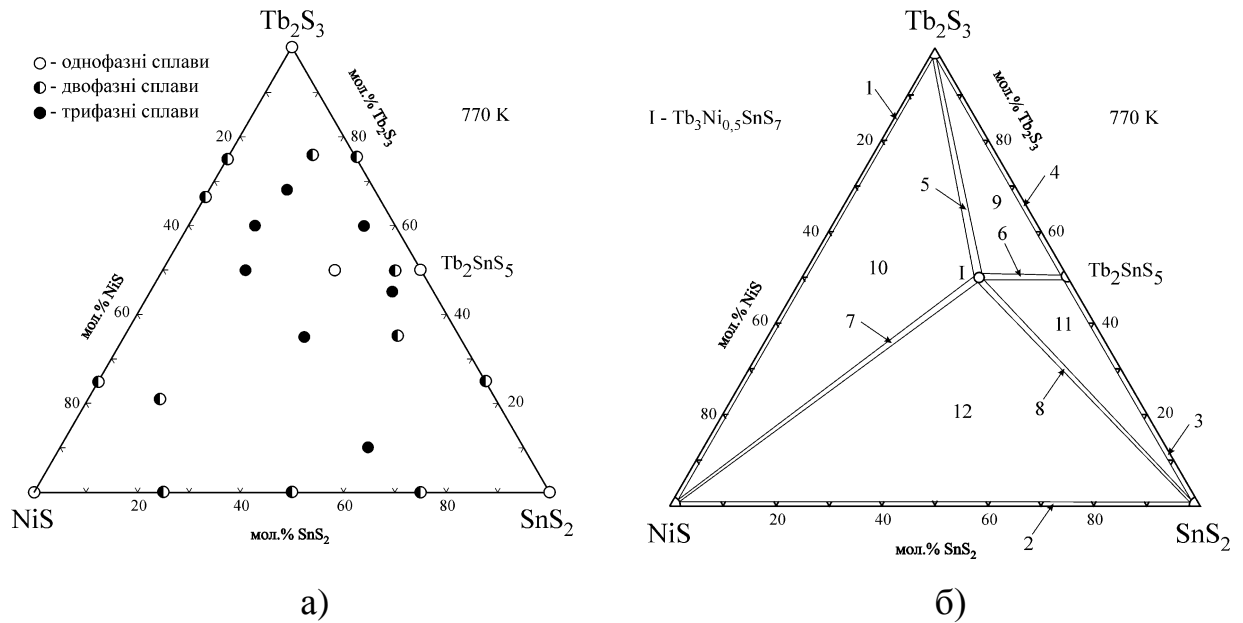 Tb₂S₃
○ - однофазні сплави
◐ - двофазні сплави
● - трифазні сплави
мол.% Tb₂S₃
770 K
20
80
40
60
Tb₂SnS₅
мол.% NiS
60
40
80
20
20
40
60
80
NiS
SnS₂
мол.% SnS₂
а)
Tb₂S₃
1
мол.% Tb₂S₃
I - Tb₃Ni₀,₅SnS₇
770 K
20
80
4
5
9
40
60
6
10
I
Tb₂SnS₅
мол.% NiS
60
7
11
40
80
12
8
20
3
20
40
60
80
NiS
SnS₂
мол.% SnS₂
2
б)